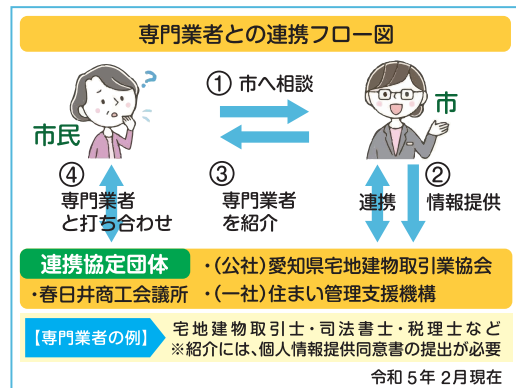 専門業者との連携フロー図
① 市へ相談
市民
市
④
専門業者
と打ち合わせ
③
専門業者
を紹介
連携
②
情報提供
連携協定団体
・(公社)愛知県宅地建物取引業協会
・春日井商工会議所
・(一社)住まい管理支援機構
【専門業者の例】
宅地建物取引士・司法書士・税理士など
※紹介には、個人情報提供同意書の提出が必要
令和5年2月現在